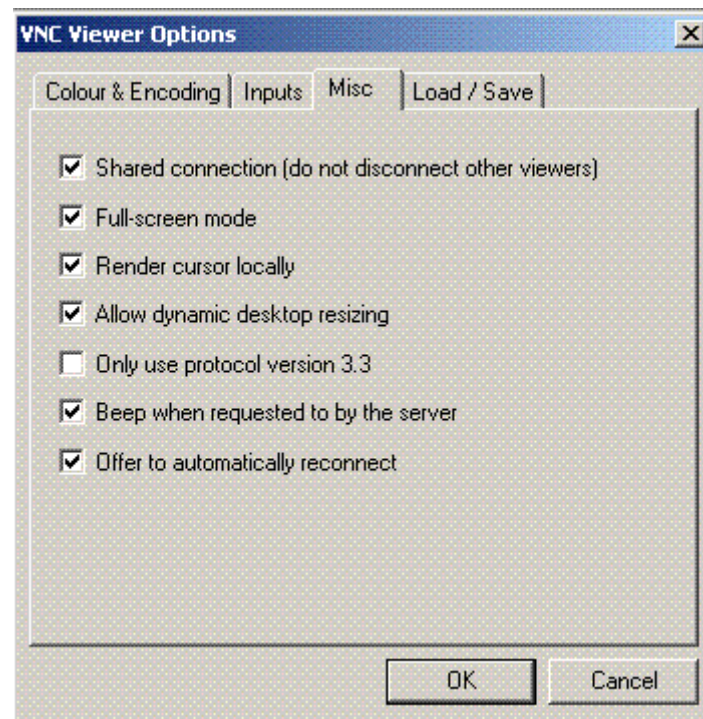 VNC Viewer Options
Colour & Encoding Inputs Misc Load / Save
Shared connection (do not disconnect other viewers)
Full-screen mode
Render cursor locally
Allow dynamic desktop resizing
Only use protocol version 3.3
Beep when requested to by the server
Offer to automatically reconnect
OK Cancel